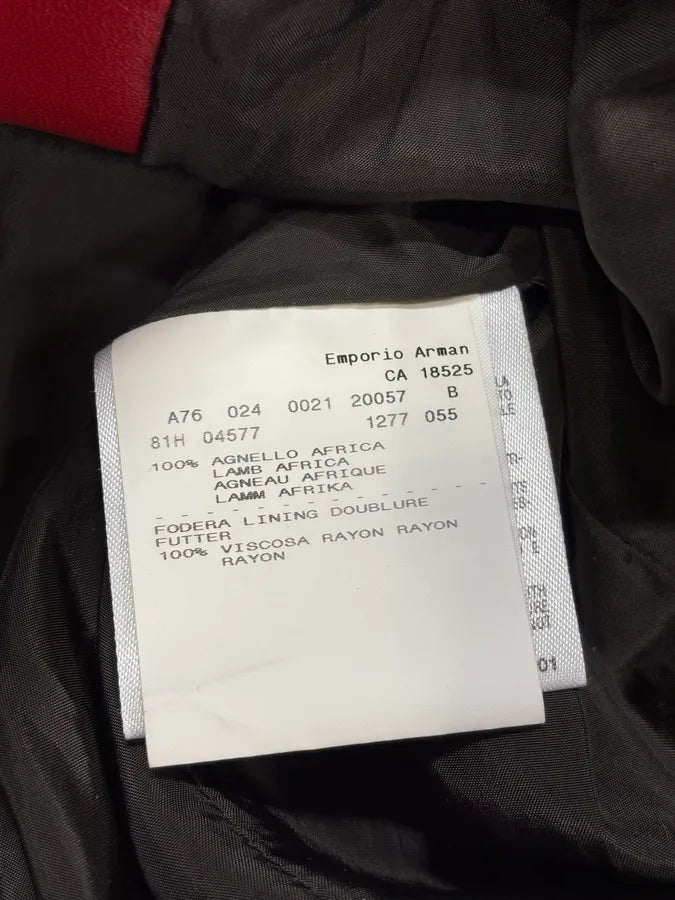 Emporio Arman
CA 18525
A76 024 0021 20057 B
81H 04577 1277 055
100% AGNELLO AFRICA
LAMB AFRICA
AGNEAU AFRIQUE
LAMM AFRIKA
FODERA LINING DOUBLURE
FUTTER
100% VISCOSA RAYON RAYON
RAYON
01